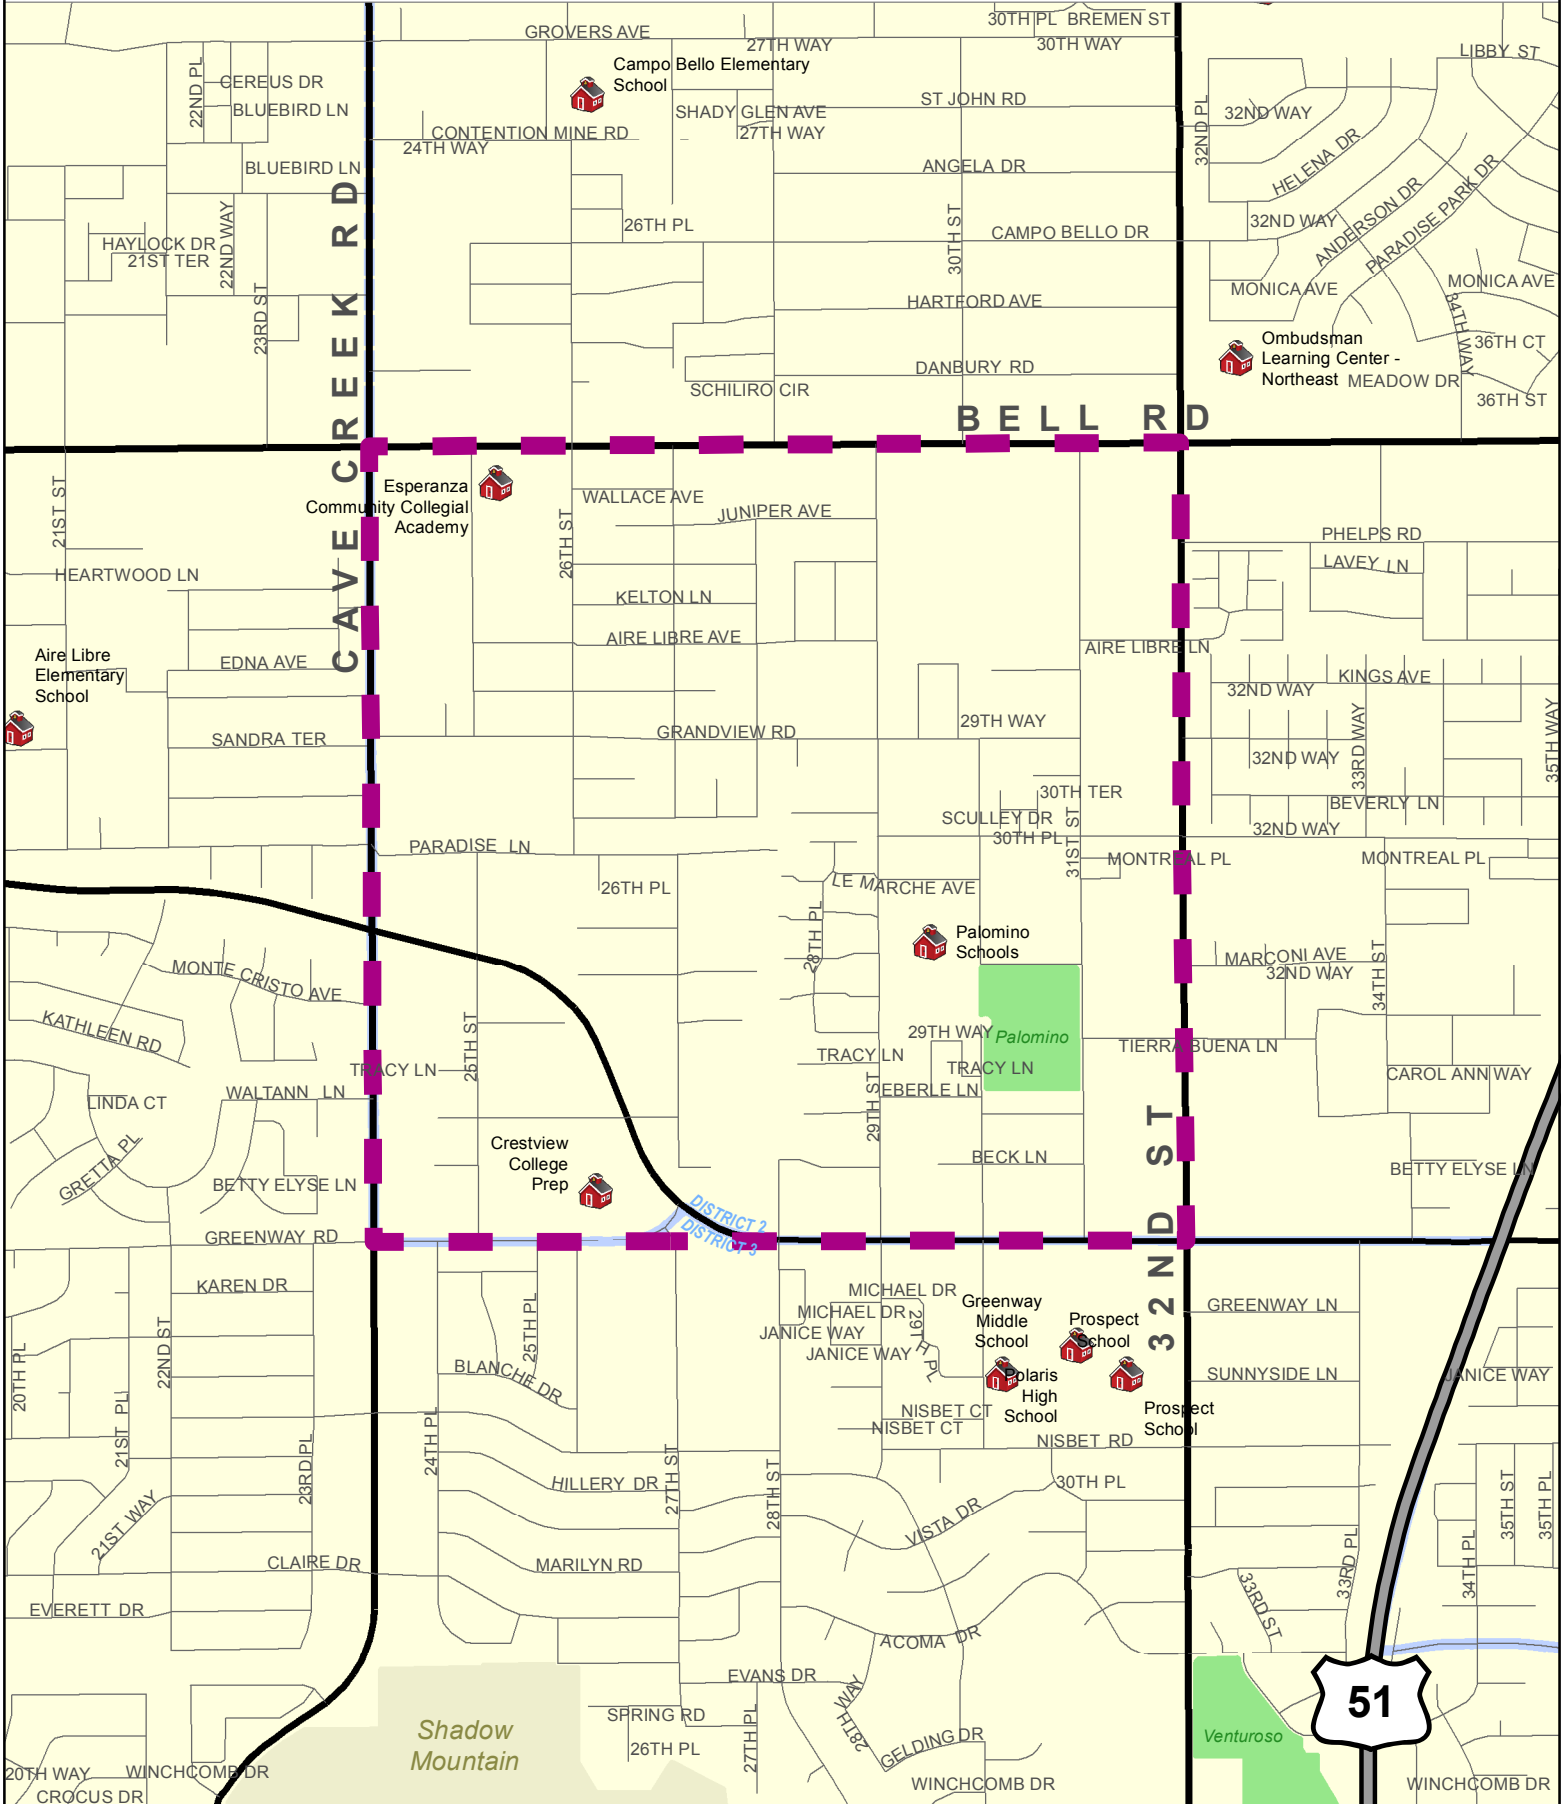 30TH PL
BREMEN ST
GROVERS AVE
27TH WAY
30TH WAY
LIBBY ST
22ND PL
CEREUS DR
BLUEBIRD LN
Campo Bello Elementary
School
SHADY GLEN AVE
27TH WAY
ST JOHN RD
32ND PL
32ND WAY
CONTENTION MINE RD
24TH WAY
HELENA DR
BLUEBIRD LN
ANGELA DR
ANDERSON DR
PARADISE PARK DR
22ND WAY
HAYLOCK DR
21ST TER
26TH PL
30TH ST
CAMPO BELLO DR
32ND WAY
MONICA AVE
MONICA AVE
23RD ST
HARTFORD AVE
34TH WAY
36TH CT
Ombudsman
Learning Center -
Northeast
MEADOW DR
36TH ST
DANBURY RD
SCHILIRO CIR
CAVE CREEK RD
BELL RD
21ST ST
Esperanza
Community Collegial
Academy
26TH ST
WALLACE AVE
JUNIPER AVE
PHELPS RD
LAVEY LN
HEARTWOOD LN
KELTON LN
AIRE LIBRE AVE
AIRE LIBRE LN
Aire Libre
Elementary
School
EDNA AVE
KINGS AVE
32ND WAY
SANDRA TER
GRANDVIEW RD
29TH WAY
33RD WAY
35TH WAY
32ND WAY
30TH TER
BEVERLY LN
SCULLEY DR
30TH PL
31ST ST
32ND WAY
PARADISE LN
MONTREAL PL
MONTREAL PL
26TH PL
LE MARCHE AVE
28TH PL
Palomino
Schools
MARCONI AVE
32ND WAY
34TH ST
MONTE CRISTO AVE
KATHLEEN RD
25TH ST
29TH WAY
Palomino
TIERRA BUENA LN
TRACY LN
TRACY LN
TRACY LN
EBERLE LN
29TH ST
CAROL ANN WAY
LINDA CT
WALTANN LN
GRETTA PL
BETTY ELYSE LN
Crestview
College
Prep
BECK LN
BETTY ELYSE LN
32ND ST
DISTRICT 2
DISTRICT 3
GREENWAY RD
KAREN DR
25TH PL
MICHAEL DR
MICHAEL DR
JANICE WAY
JANICE WAY
29TH PL
Greenway
Middle
School
Prospect
School
GREENWAY LN
20TH PL
22ND ST
BLANCHE DR
Polaris
High
School
Prospect
School
SUNNYSIDE LN
JANICE WAY
21ST PL
24TH PL
NISBET CT
NISBET CT
NISBET RD
23RD PL
27TH ST
28TH ST
HILLERY DR
30TH PL
35TH ST
35TH PL
21ST WAY
VISTA DR
33RD PL
34TH PL
CLAIRE DR
MARILYN RD
33RD ST
EVERETT DR
ACOMA DR
EVANS DR
28TH WAY
51
Shadow
Mountain
SPRING RD
26TH PL
27TH PL
GELDING DR
Venturoso
20TH WAY
WINCHCOMB DR
CROCUS DR
WINCHCOMB DR
WINCHCOMB DR